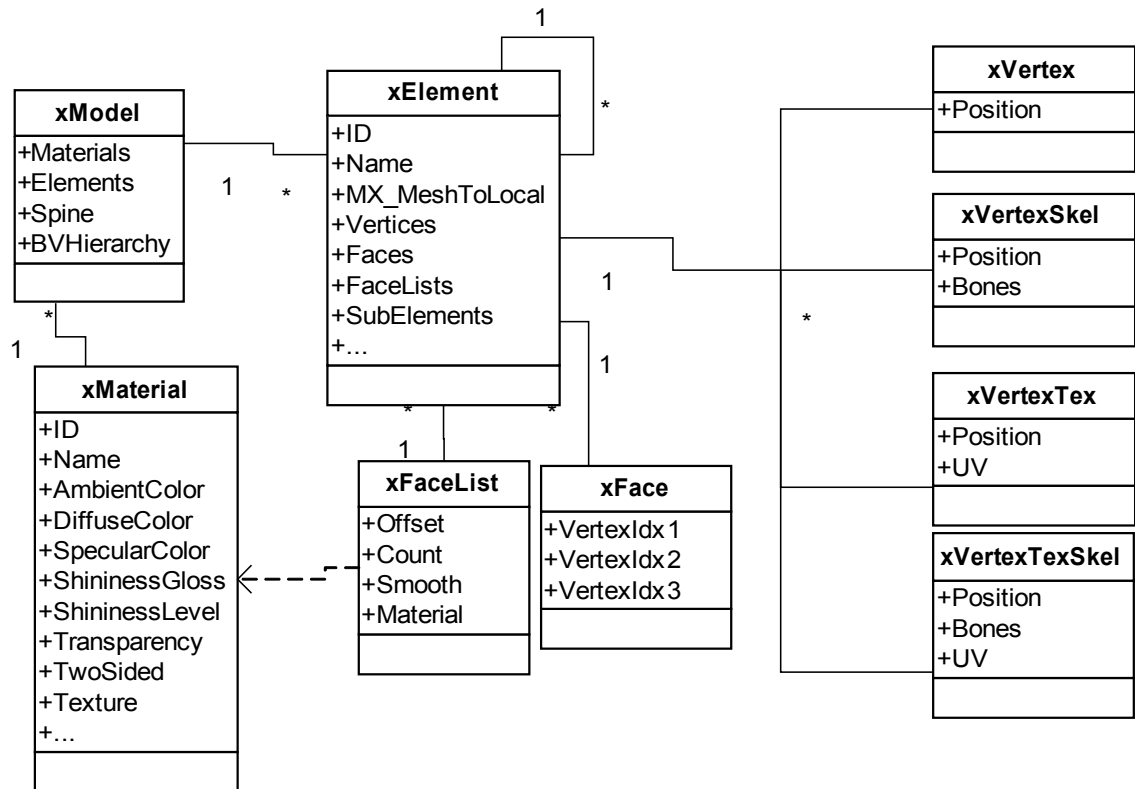 1
xVertex
+Position
*
xElement
+ID
+Name
+MX_MeshToLocal
+Vertices
+Faces
+FaceLists
+SubElements
+...
xModel
+Materials
+Elements
+Spine
+BVHierarchy
1
*
xVertexSkel
+Position
+Bones
1
*
*
1
1
xMaterial
+ID
+Name
+AmbientColor
+DiffuseColor
+SpecularColor
+ShininessGloss
+ShininessLevel
+Transparency
+TwoSided
+Texture
+...
*
1
*
xFaceList
+Offset
+Count
+Smooth
+Material
xFace
+VertexIdx1
+VertexIdx2
+VertexIdx3
xVertexTex
+Position
+UV
xVertexTexSkel
+Position
+Bones
+UV